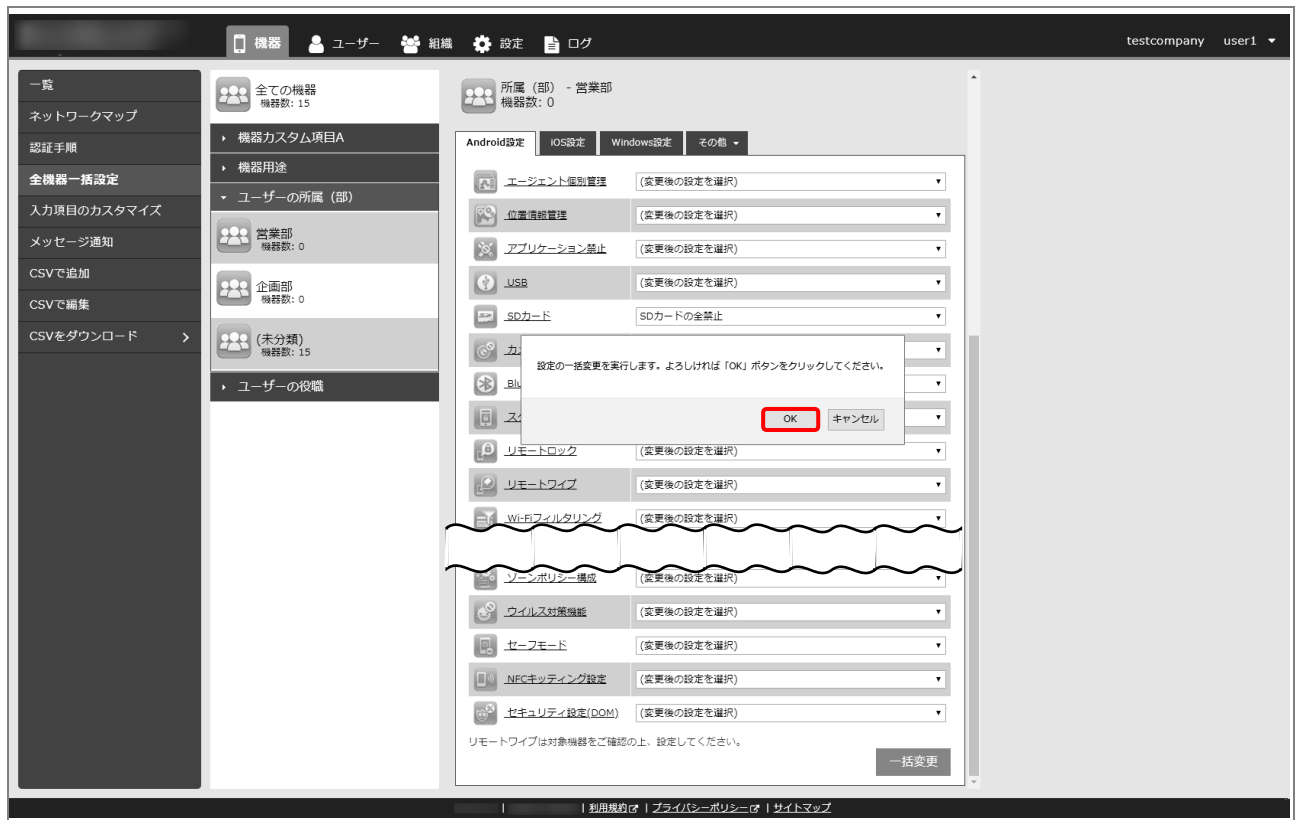 機器 ユーザー 組織 設定 ログ testcompany user1
一覧
ネットワークマップ
認証手順
全機器一括設定
入力項目のカスタマイズ
メッセージ通知
CSVで追加
CSVで編集
CSVをダウンロード
全ての機器
機器数: 15
機器カスタム項目A
機器用途
ユーザーの所属（部）
営業部
機器数: 0
企画部
機器数: 0
(未分類)
機器数: 15
ユーザーの役職
所属（部） - 営業部
機器数: 0
Android設定 iOS設定 Windows設定 その他
エージェント個別管理 (変更後の設定を選択)
位置情報管理 (変更後の設定を選択)
アプリケーション禁止 (変更後の設定を選択)
USB (変更後の設定を選択)
SDカード SDカードの全禁止
設定の一括変更を実行します。よろしければ「OK」ボタンをクリックしてください。
OK キャンセル
リモートロック (変更後の設定を選択)
リモートワイプ (変更後の設定を選択)
Wi-Fiフィルタリング (変更後の設定を選択)
ゾーンポリシー構成 (変更後の設定を選択)
ウイルス対策機能 (変更後の設定を選択)
セーフモード (変更後の設定を選択)
NFCキッティング設定 (変更後の設定を選択)
セキュリティ設定(DOM) (変更後の設定を選択)
リモートワイプは対象機器をご確認の上、設定してください。
一括変更
| | 利用規約 | プライバシーポリシー | サイトマップ